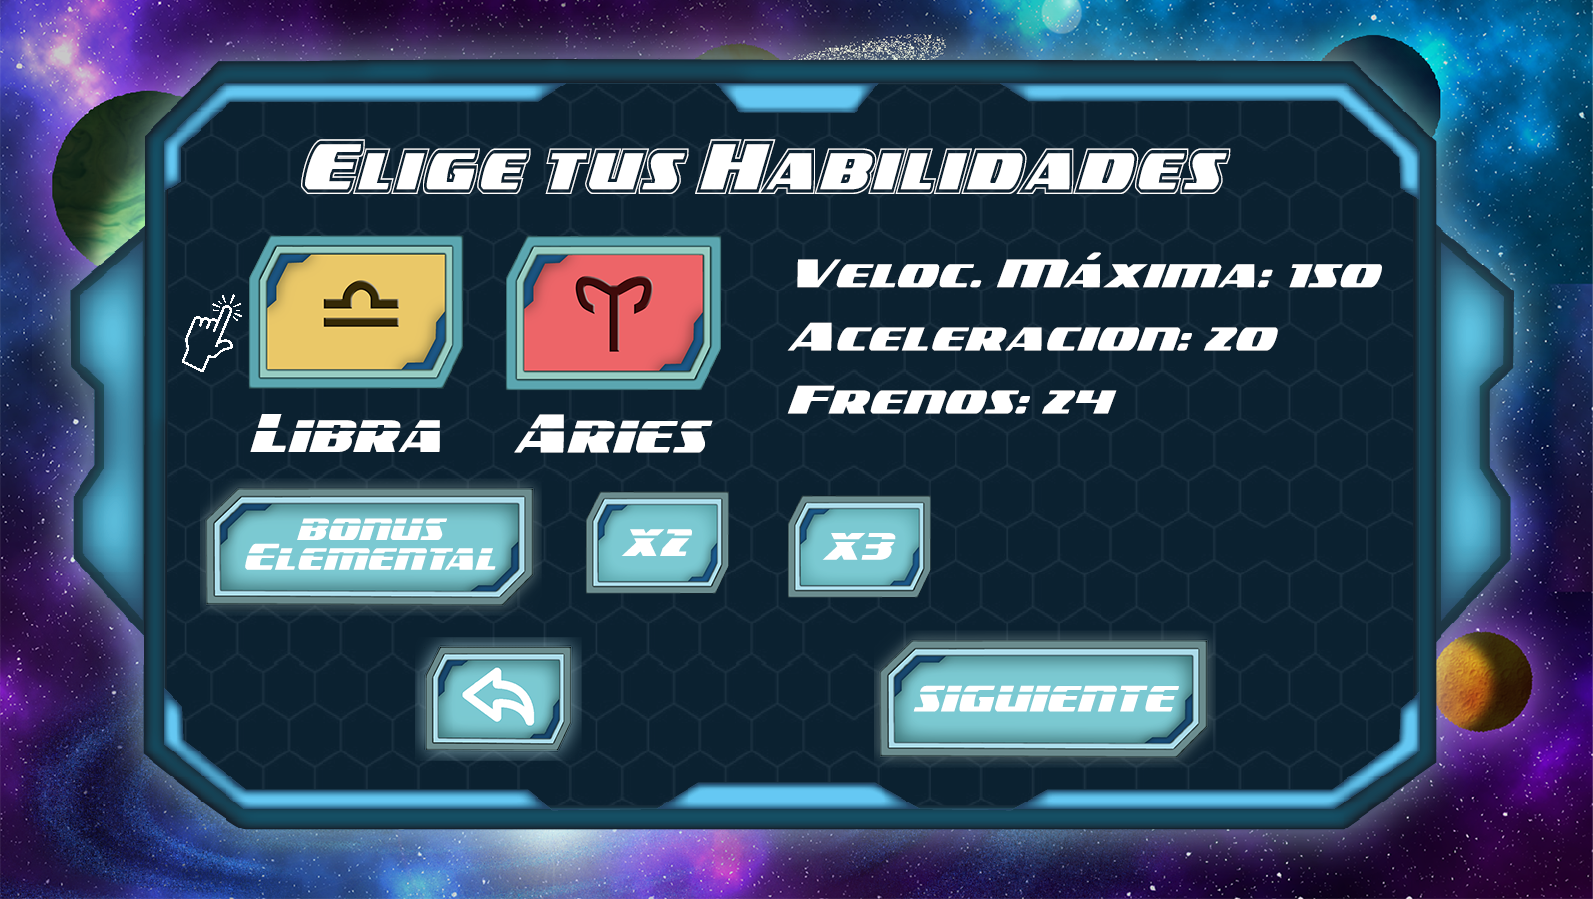 Elige tus Habilidades
Veloc. Máxima: 150
Aceleracion: 20
Frenos: 24
Libra
Aries
Bonus
Elemental
x2
x3
Siguiente